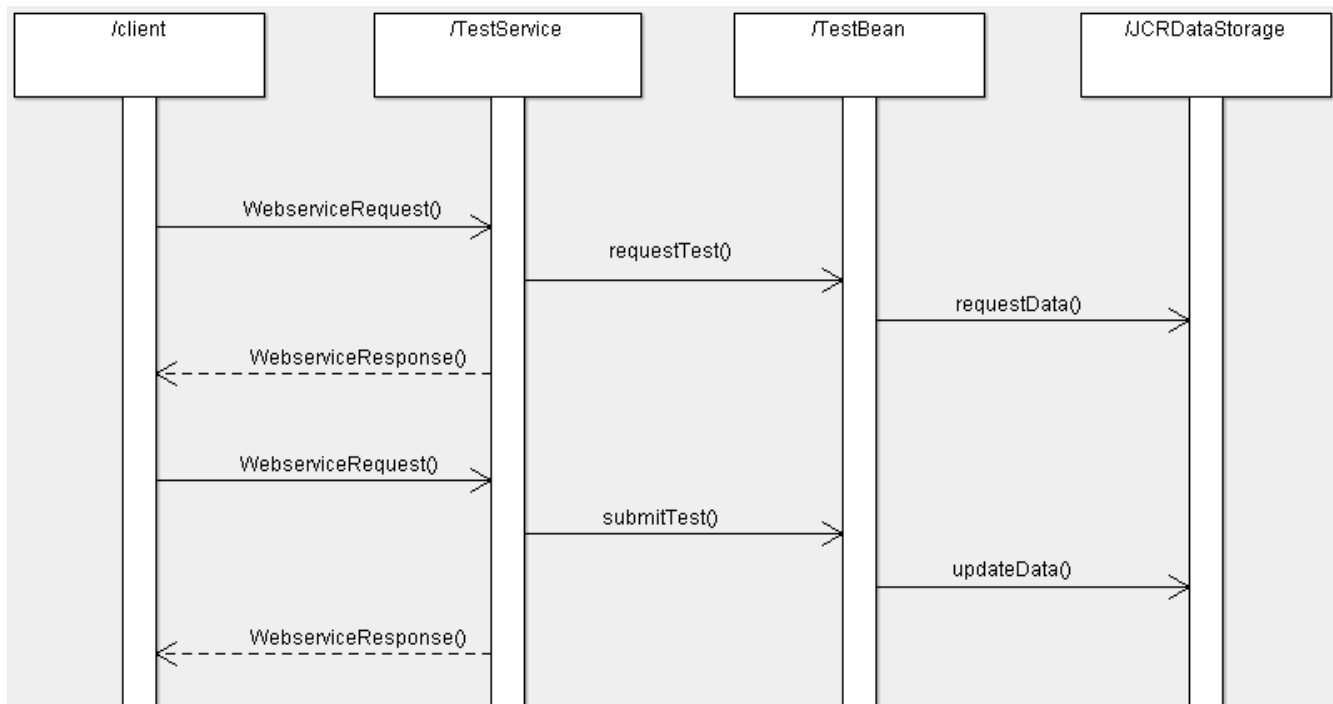 /client
/TestService
/TestBean
/JCRDataStorage
WebserviceRequest()
requestTest()
requestData()
WebserviceResponse()
WebserviceRequest()
submitTest()
updateData()
WebserviceResponse()